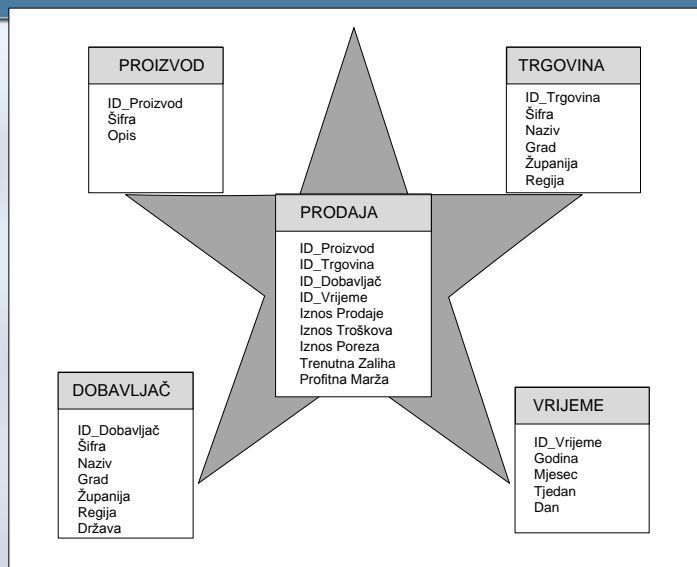 PROIZVOD
ID_Proizvod
Šifra
Opis
TRGOVINA
ID_Trgovina
Šifra
Naziv
Grad
Županija
Regija
PRODAJA
ID_Proizvod
ID_Trgovina
ID_Dobavljač
ID_Vrijeme
Iznos Prodaje
Iznos Troškova
Iznos Poreza
Trenutna Zaliha
Profitna Marža
DOBAVLJAČ
ID_Dobavljač
Šifra
Naziv
Grad
Županija
Regija
Država
VRIJEME
ID_Vrijeme
Godina
Mjesec
Tjedan
Dan